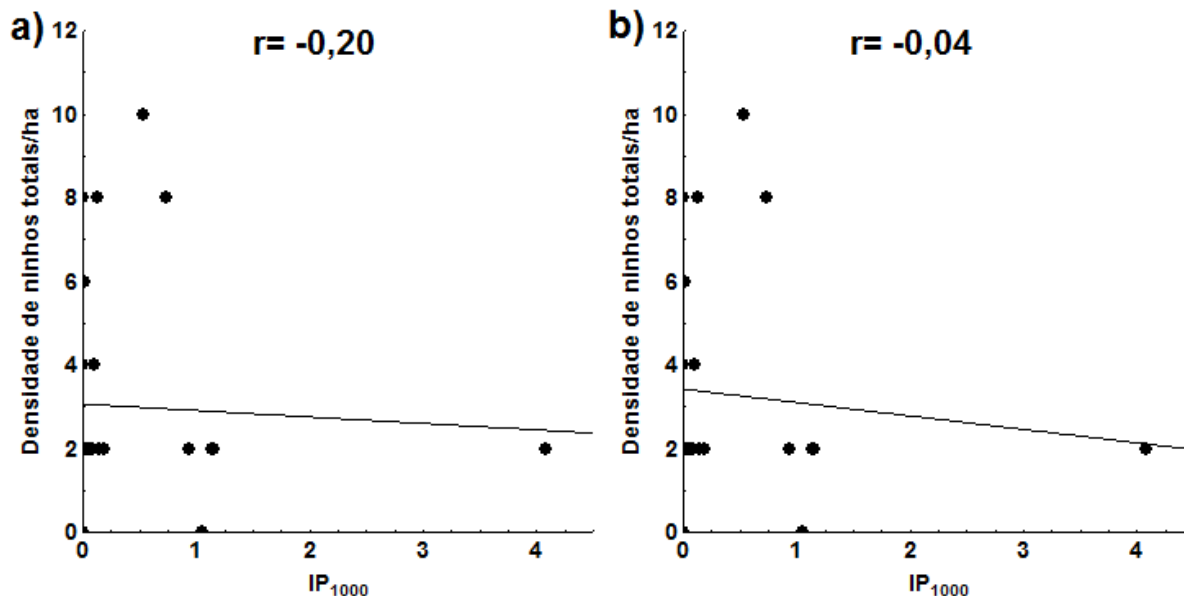 a)
r= -0,20
Densidade de ninhos totais/ha
12
10
8
6
4
2
0
0 1 2 3 4
IP1000
b)
r= -0,04
Densidade de ninhos totais/ha
12
10
8
6
4
2
0
0 1 2 3 4
IP1000